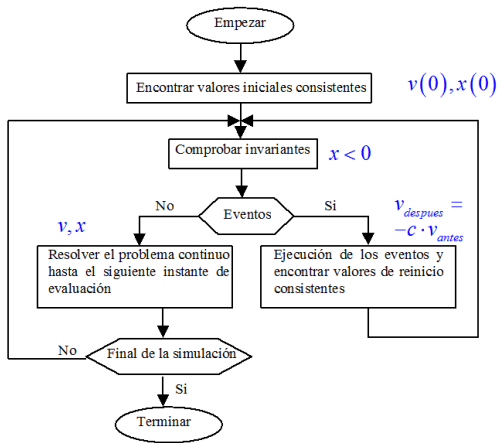 Empezar
Encontrar valores iniciales consistentes
v(0), x(0)
Comprobar invariantes
x < 0
No
Eventos
Si
v, x
v_despues =
−c · v_antes
Resolver el problema continuo
hasta el siguiente instante de
evaluación
Ejecución de los eventos y
encontrar valores de reinicio
consistentes
No
Final de la simulación
Si
Terminar